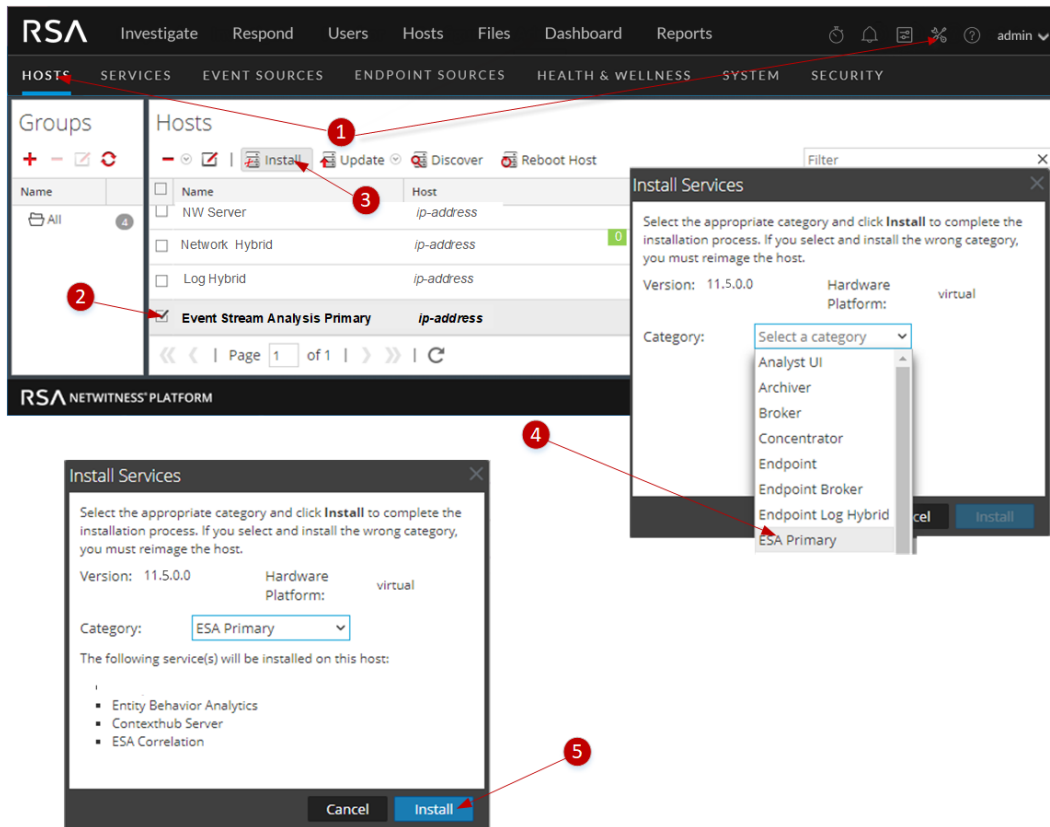 RSA Investigate Respond Users Hosts Files Dashboard Reports admin
HOSTS SERVICES EVENT SOURCES ENDPOINT SOURCES HEALTH & WELLNESS SYSTEM SECURITY
Groups
Name
All 4
Hosts
1
Install Update Discover Reboot Host Filter
3
Name Host
NW Server ip-address
Network Hybrid ip-address 0
Log Hybrid ip-address
2
Event Stream Analysis Primary ip-address
Page 1 of 1
RSA NETWITNESS® PLATFORM
Install Services
Select the appropriate category and click Install to complete the
installation process. If you select and install the wrong category,
you must reimage the host.
Version: 11.5.0.0 Hardware Platform: virtual
Category: Select a category
Analyst UI
Archiver
Broker
Concentrator
Endpoint
Endpoint Broker
Endpoint Log Hybrid
ESA Primary
Install
4
Install Services
Select the appropriate category and click Install to complete the
installation process. If you select and install the wrong category,
you must reimage the host.
Version: 11.5.0.0 Hardware Platform: virtual
Category: ESA Primary
The following service(s) will be installed on this host:
Entity Behavior Analytics
Contexthub Server
ESA Correlation
5
Cancel Install